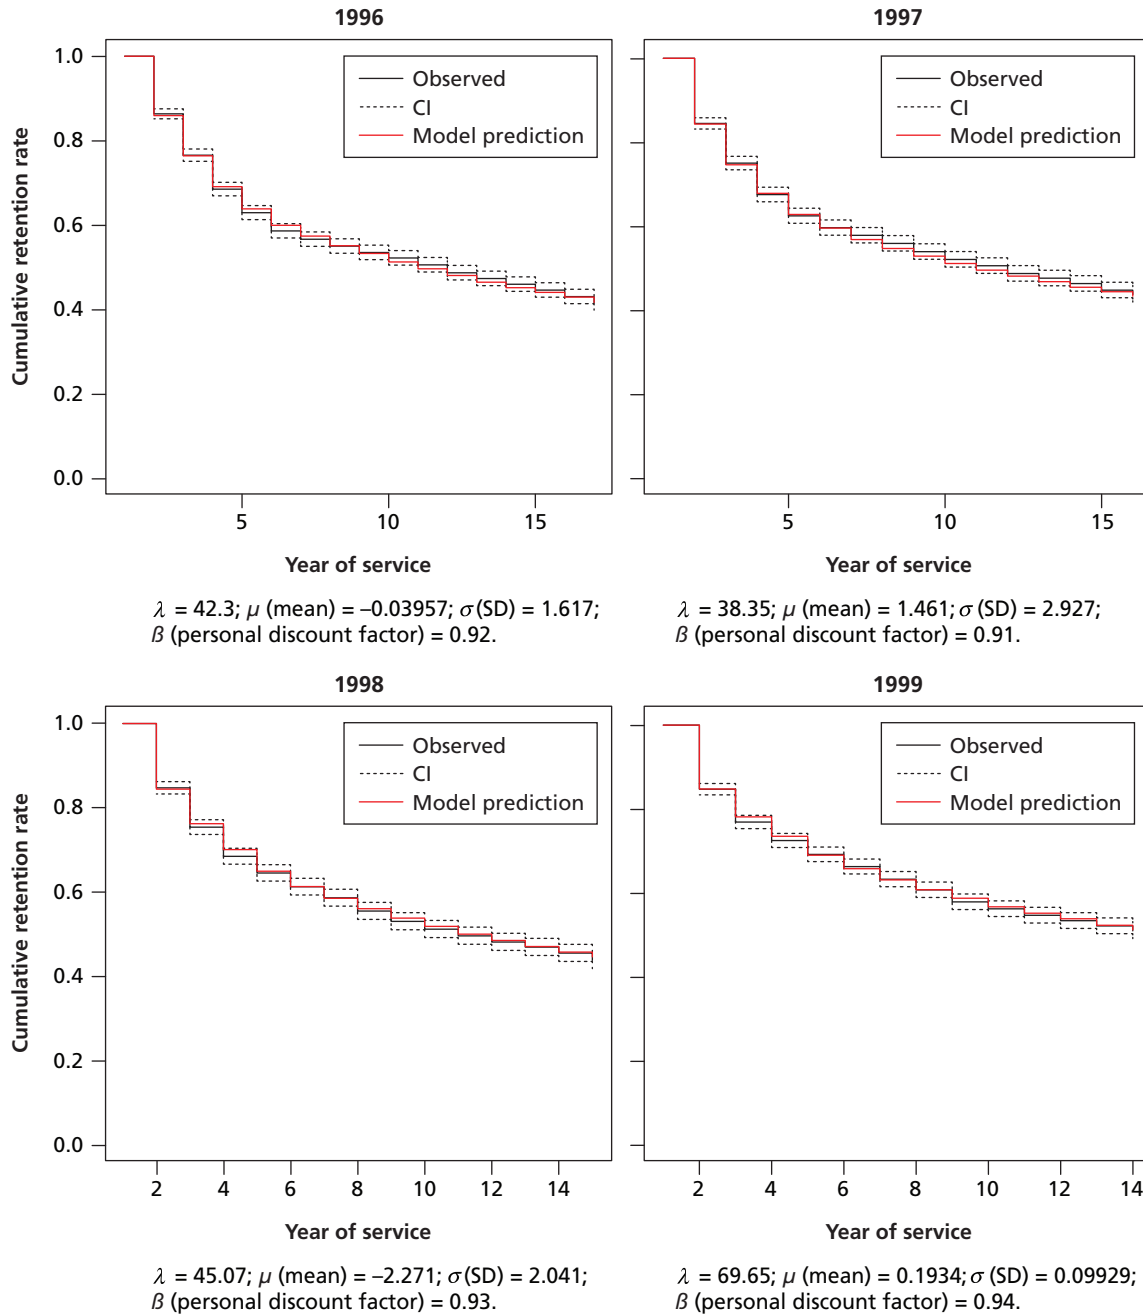 1996
1.0
0.8
0.6
0.4
0.2
0.0
Cumulative retention rate
Observed
CI
Model prediction
5 10 15
Year of service
λ = 42.3; μ (mean) = –0.03957; σ (SD) = 1.617;
β (personal discount factor) = 0.92.
1997
Observed
CI
Model prediction
5 10 15
Year of service
λ = 38.35; μ (mean) = 1.461; σ (SD) = 2.927;
β (personal discount factor) = 0.91.
1998
1.0
0.8
0.6
0.4
0.2
0.0
Cumulative retention rate
Observed
CI
Model prediction
2 4 6 8 10 12 14
Year of service
λ = 45.07; μ (mean) = –2.271; σ (SD) = 2.041;
β (personal discount factor) = 0.93.
1999
Observed
CI
Model prediction
2 4 6 8 10 12 14
Year of service
λ = 69.65; μ (mean) = 0.1934; σ (SD) = 0.09929;
β (personal discount factor) = 0.94.